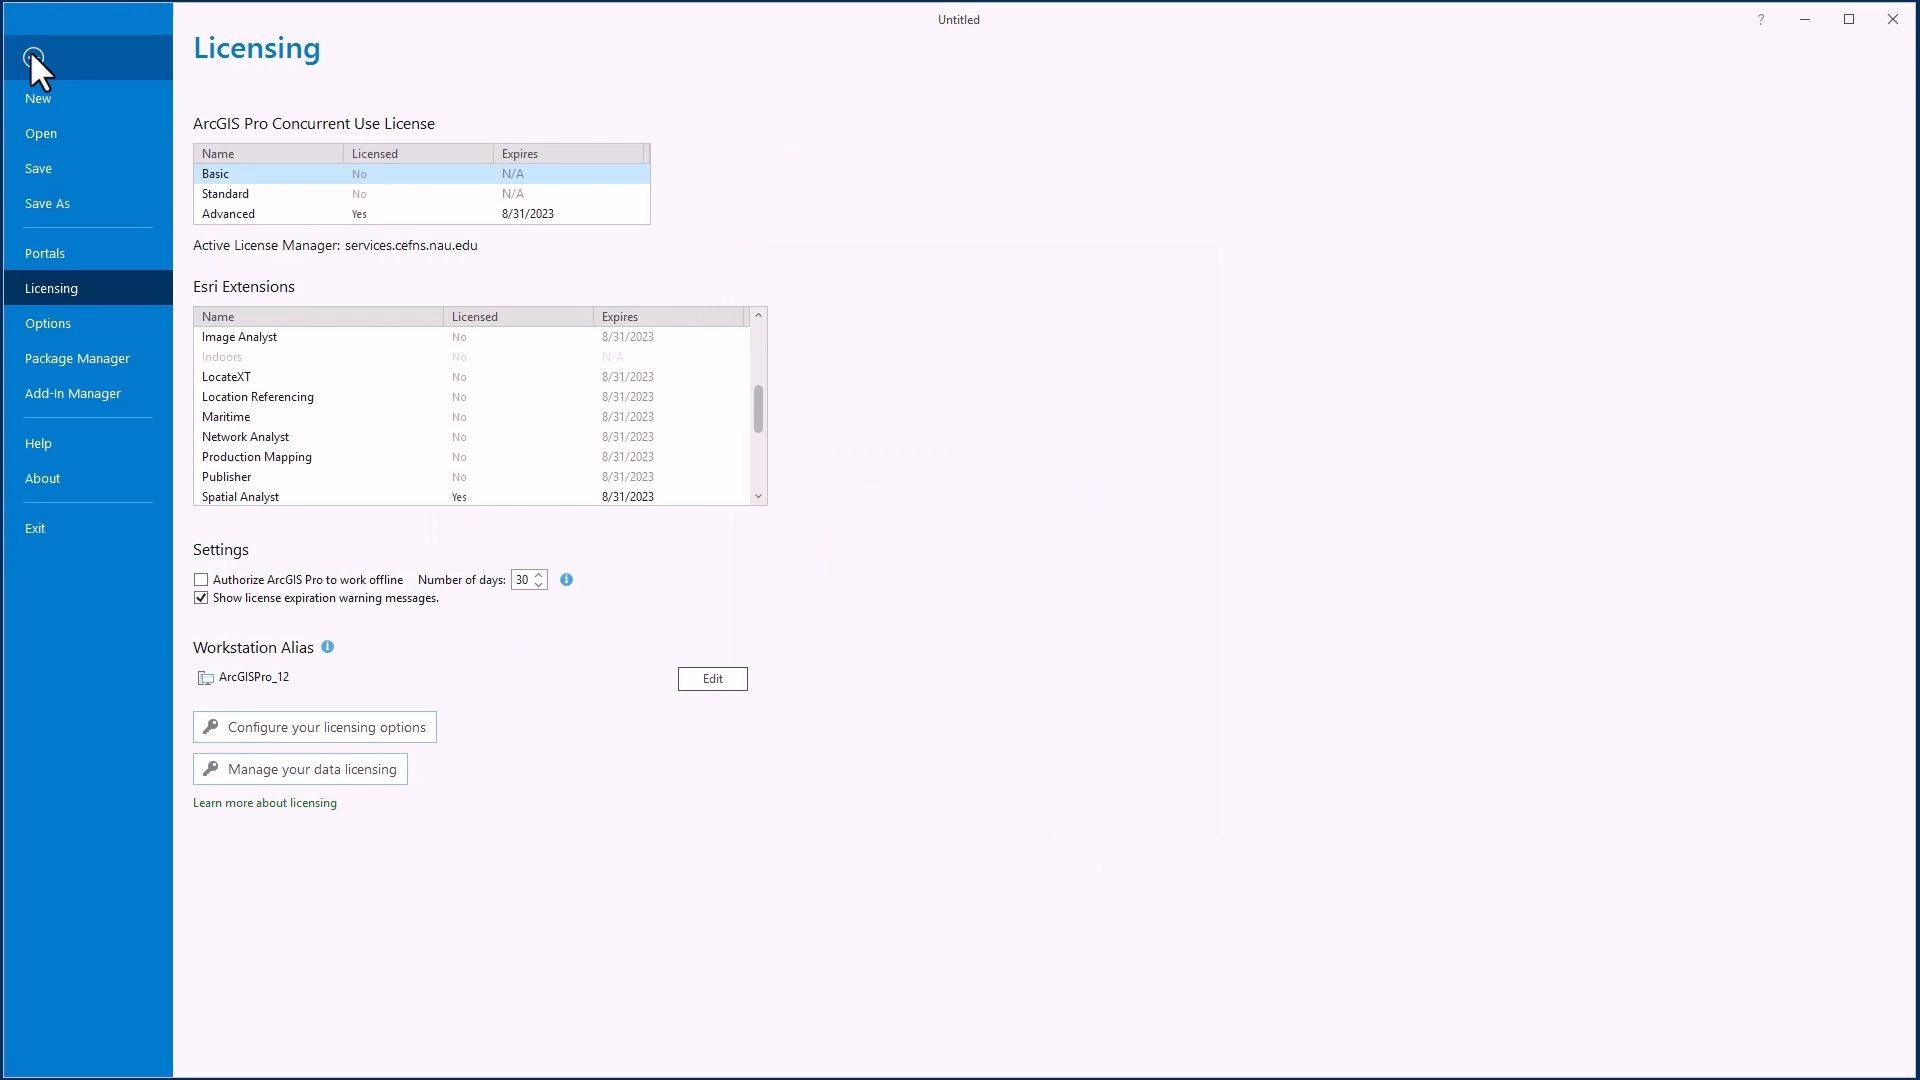 Untitled
?
Licensing
New
Open
Save
Save As
Portals
Licensing
Options
Package Manager
Add-In Manager
Help
About
Exit
ArcGIS Pro Concurrent Use License
Name Licensed Expires
Basic No N/A
Standard No N/A
Advanced Yes 8/31/2023
Active License Manager: services.cefns.nau.edu
Esri Extensions
Name Licensed Expires
Image Analyst No 8/31/2023
Indoors No N/A
LocateXT No 8/31/2023
Location Referencing No 8/31/2023
Maritime No 8/31/2023
Network Analyst No 8/31/2023
Production Mapping No 8/31/2023
Publisher No 8/31/2023
Spatial Analyst Yes 8/31/2023
Settings
Authorize ArcGIS Pro to work offline Number of days: 30
Show license expiration warning messages.
Workstation Alias
ArcGISPro_12 Edit
Configure your licensing options
Manage your data licensing
Learn more about licensing